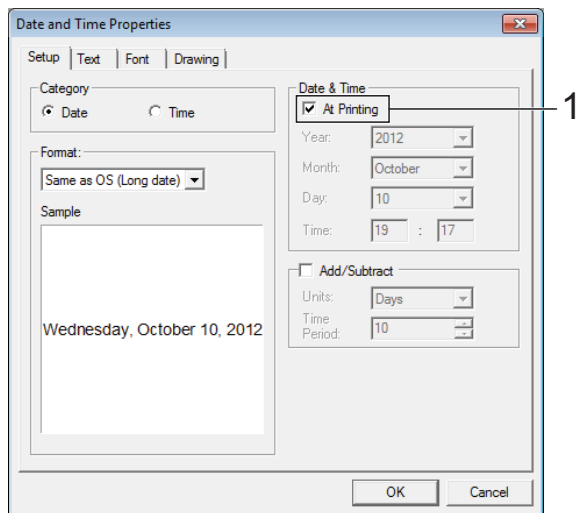 Date and Time Properties
Setup Text Font Drawing
Category
Date Time
Format:
Same as OS (Long date)
Sample
Wednesday, October 10, 2012
Date & Time
At Printing
1
Year: 2012
Month: October
Day: 10
Time: 19 : 17
Add/Subtract
Units: Days
Time
Period: 10
OK Cancel